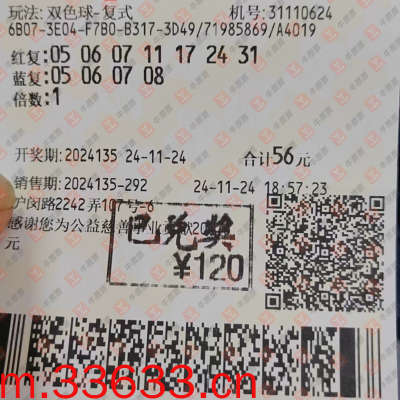 玩法: 双色球-复式 机号:31110624
6B07-3E04-F7B0-B317-3D49/71985869/A4019
红复: 05 06 07 11 17 24 31
蓝复: 05 06 07 08
倍数:1
开奖期:2024135 24-11-24 合计56元
销售期:2024135-292 24-11-24 18:57:23
沪闵路2242弄107号-6
感谢您为公益慈善事业贡献20
元
已兑奖
¥120
m.33633.cn